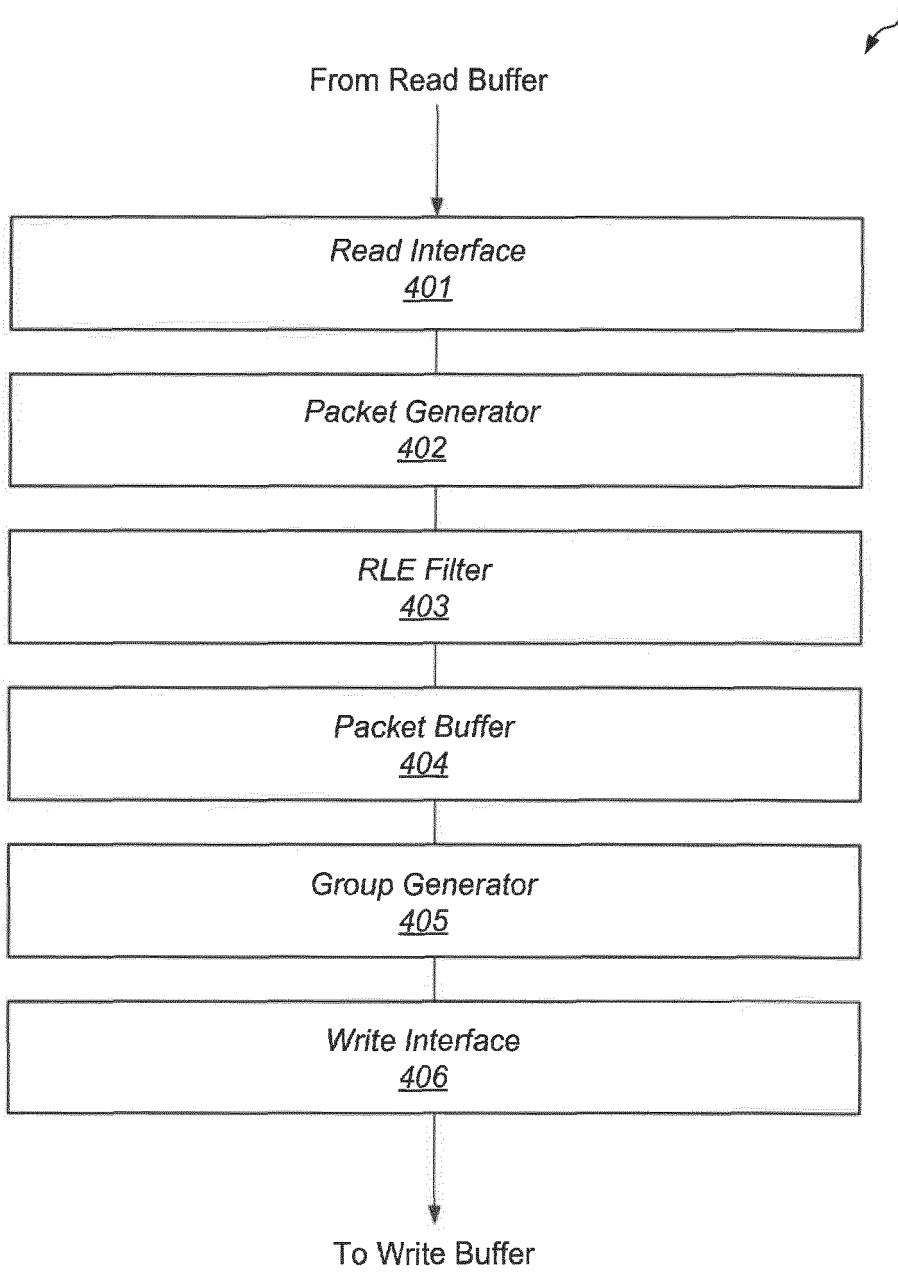 From Read Buffer
Read Interface
401
Packet Generator
402
RLE Filter
403
Packet Buffer
404
Group Generator
405
Write Interface
406
To Write Buffer